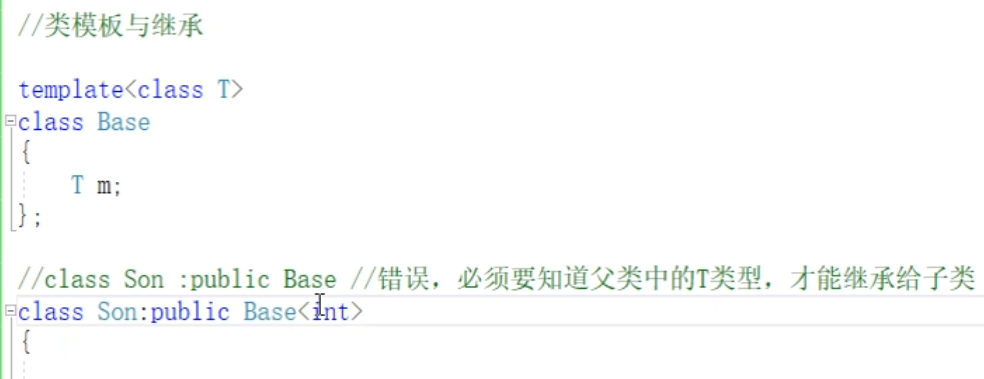 //类模板与继承
template<class T>
class Base
{
T m;
};
//class Son :public Base //错误，必须要知道父类中的T类型，才能继承给子类
class Son:public Base<int>
{